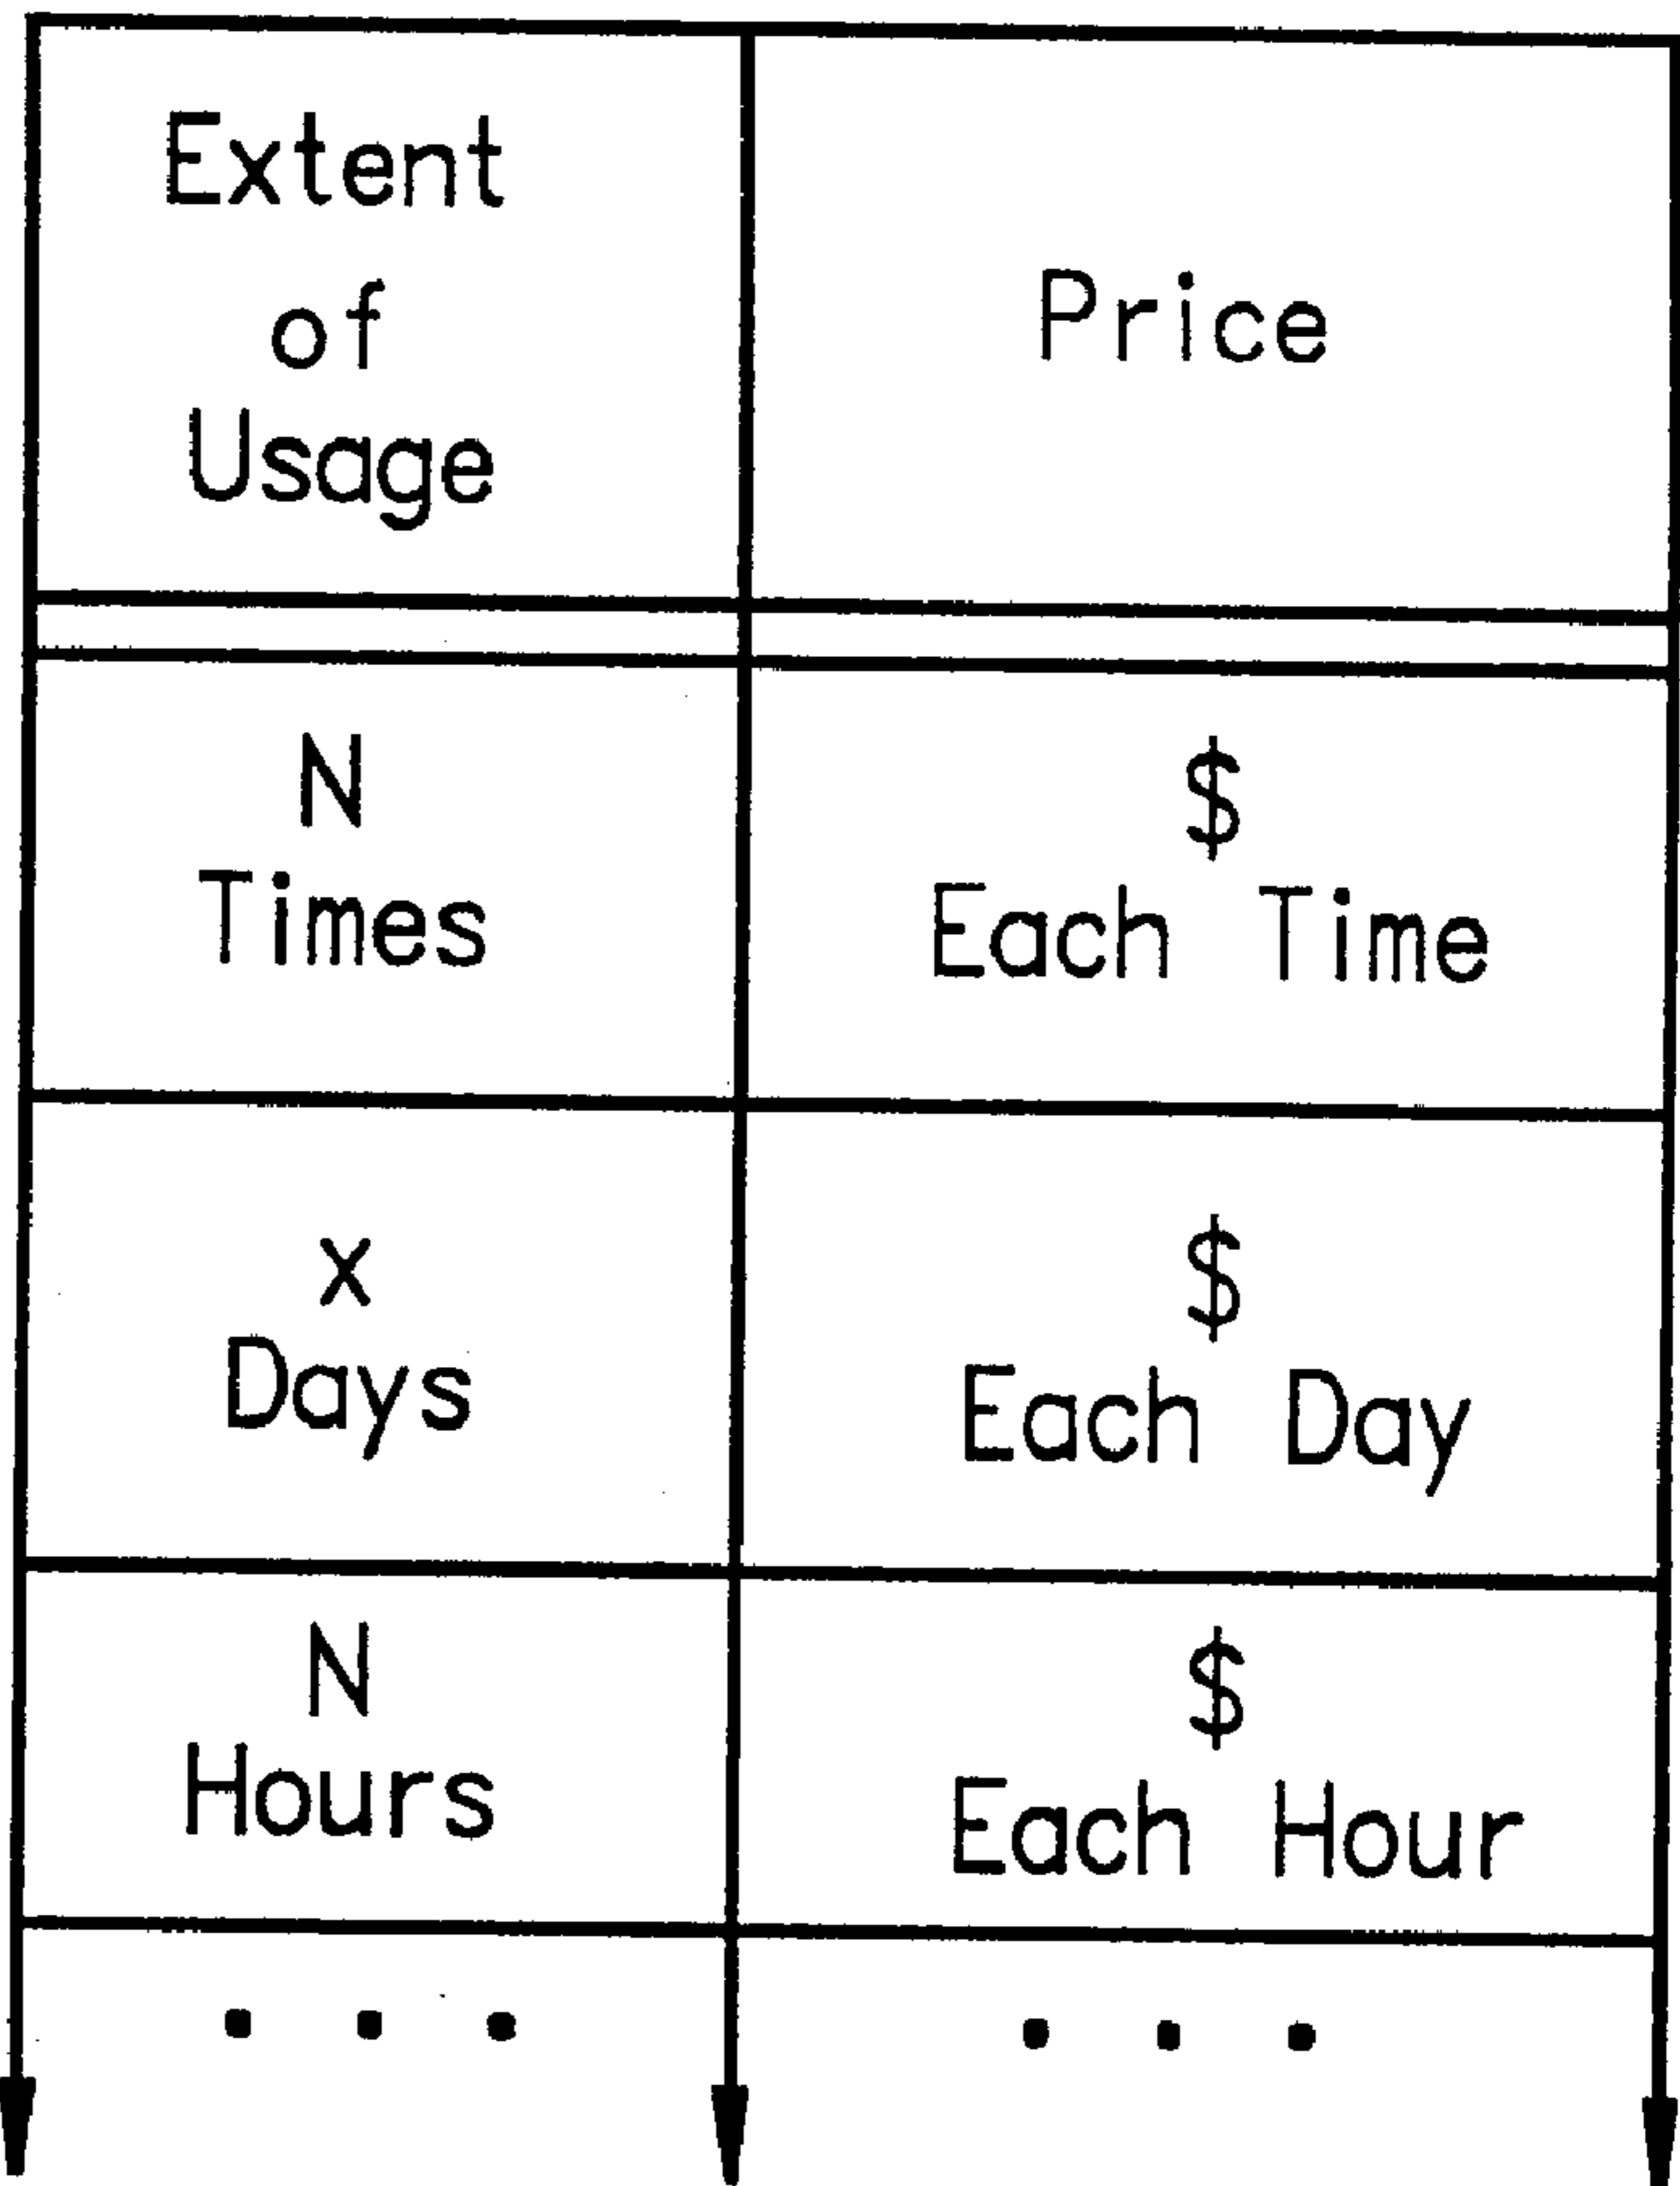 Extent
of
Usage
Price
N
Times
$
Each Time
x
Days
$
Each Day
N
Hours
$
Each Hour
. . .
. . .